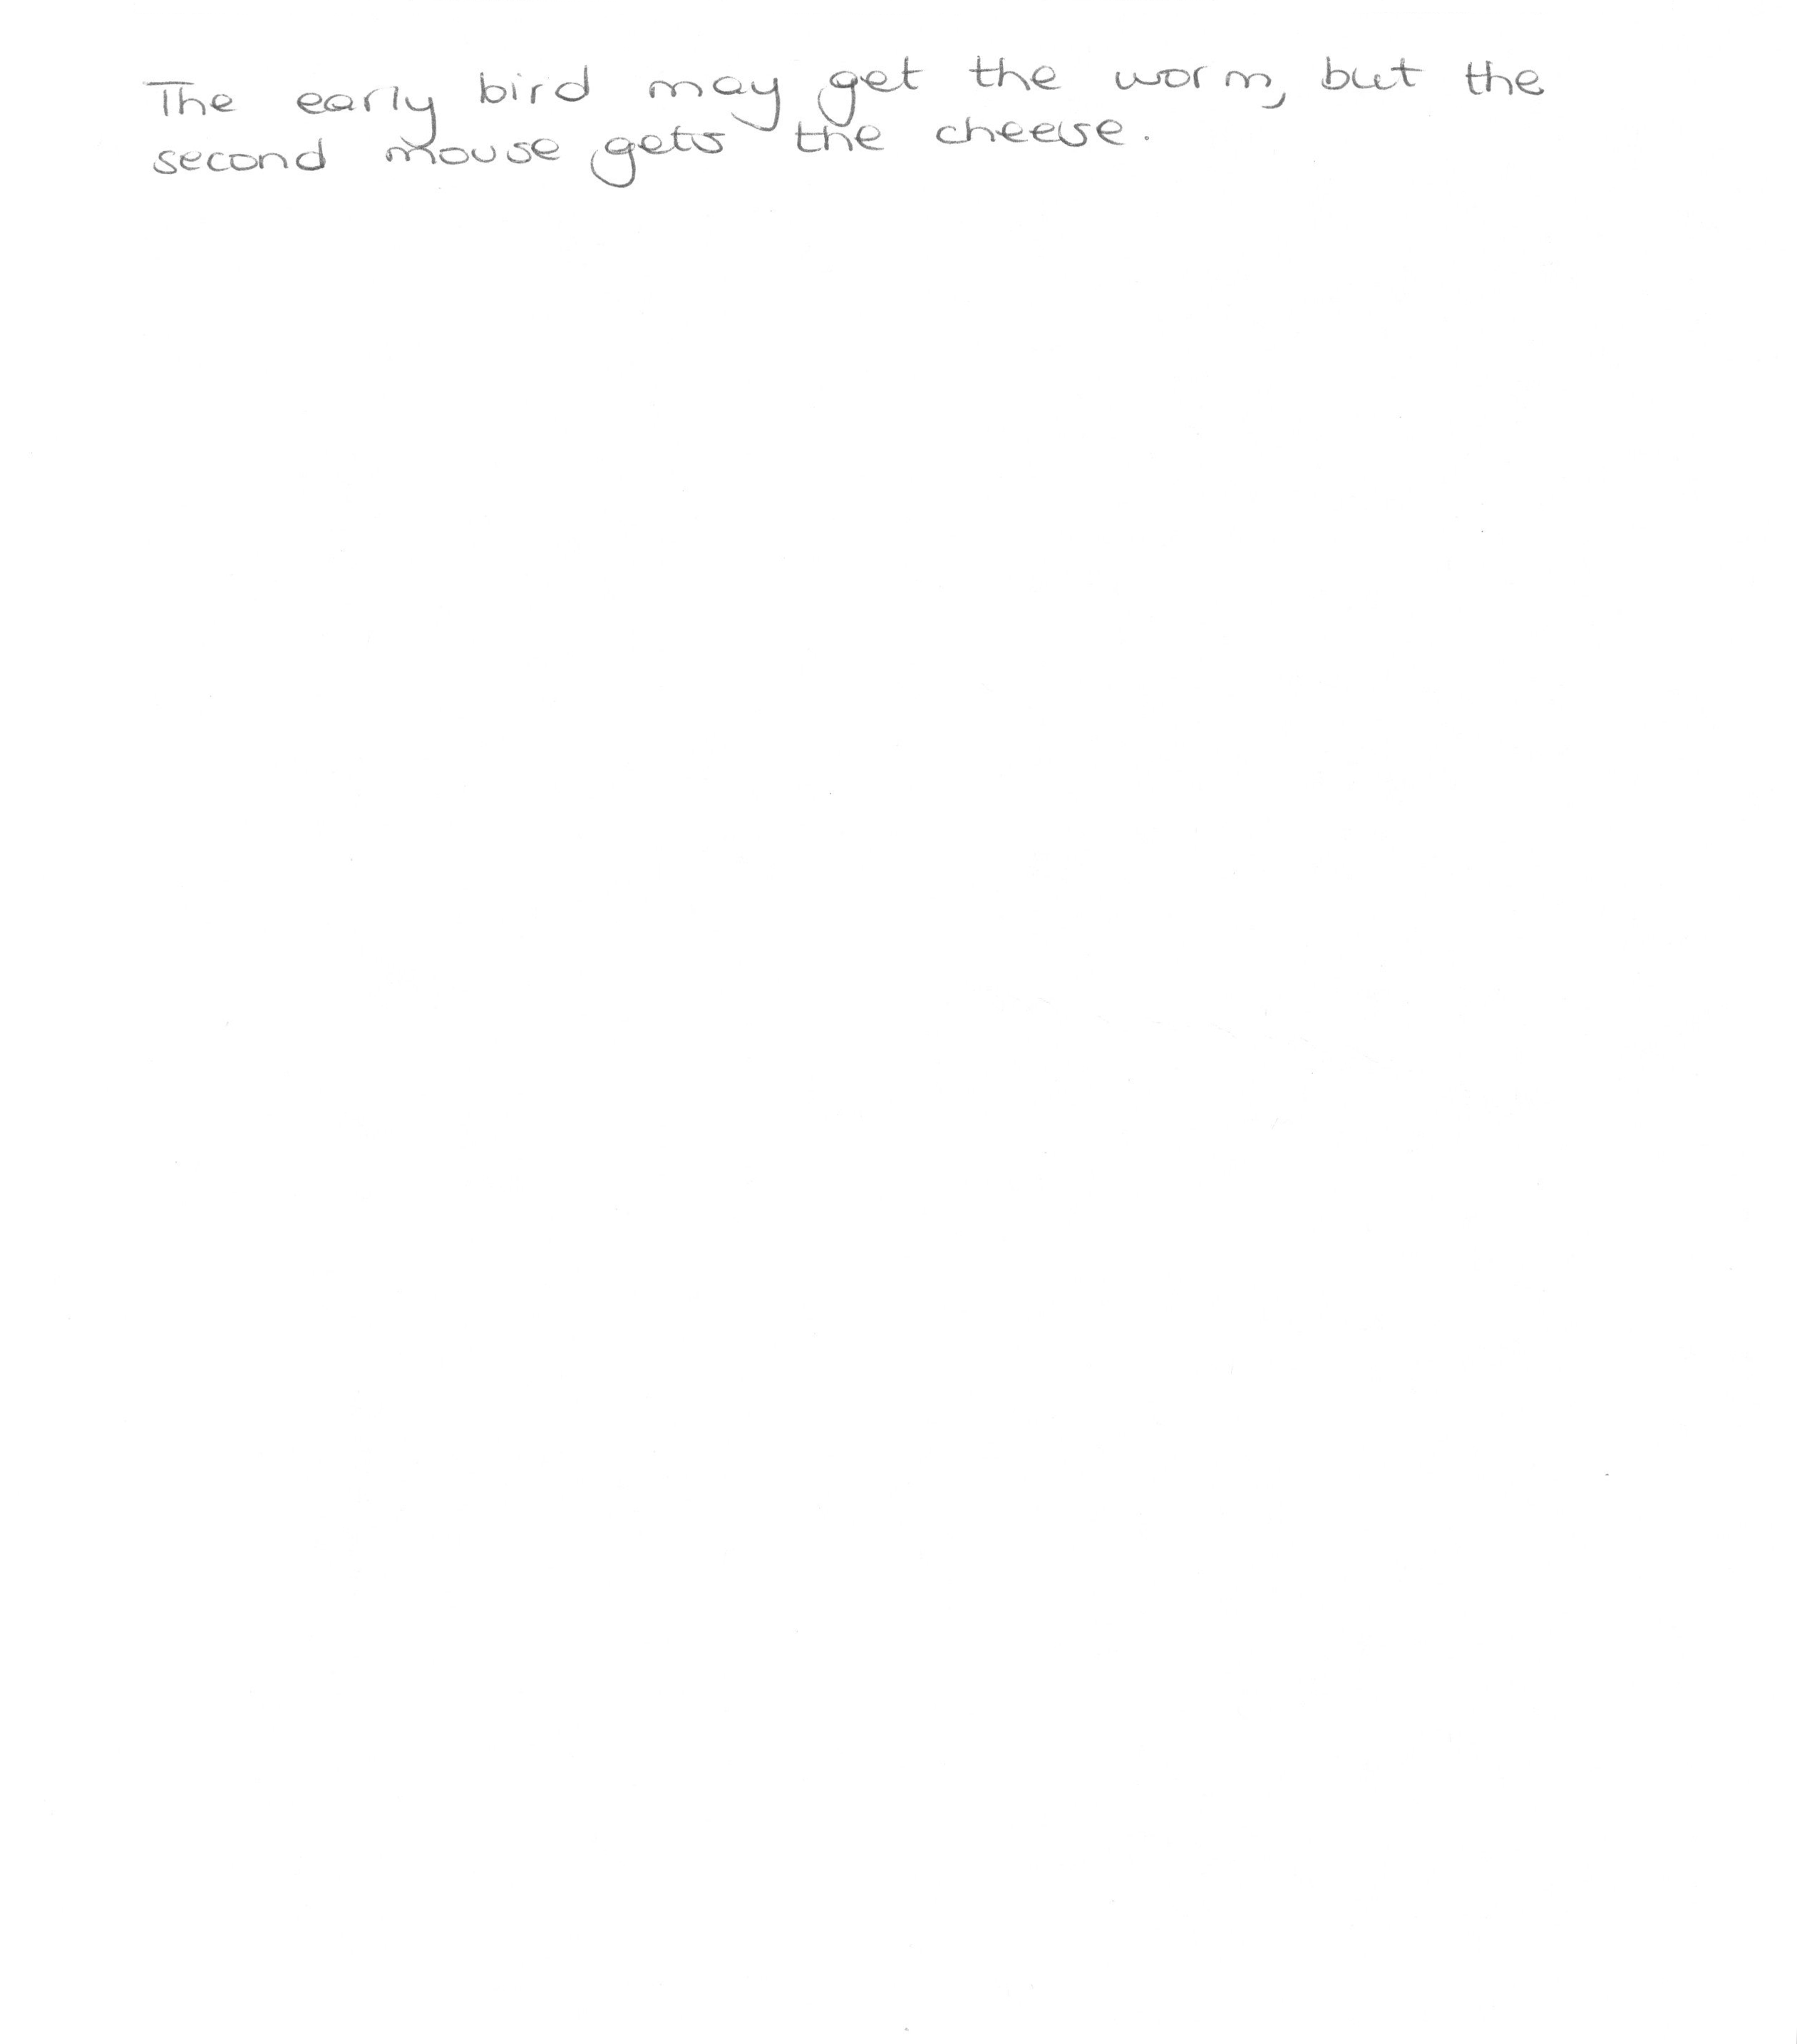 The early bird may get the worm, but the
second mouse gets the cheese.